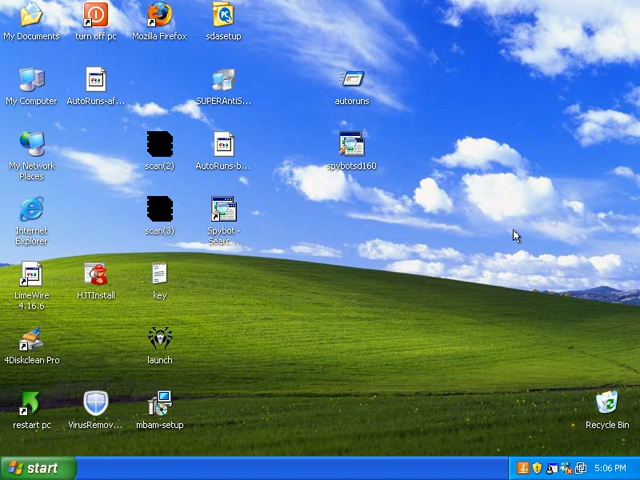 My Documents
turn off pc
Mozilla Firefox
sdasetup
My Computer
AutoRuns-af...
SUPERAntiS...
autoruns
My Network
Places
scan(2)
AutoRuns-b...
spybotsd160
Internet
Explorer
scan(3)
Spybot -
Searc...
LimeWire
4.16.6
HJTInstall
key
4Diskclean Pro
launch
restart pc
VirusRemov...
mbam-setup
Recycle Bin
start
5:06 PM